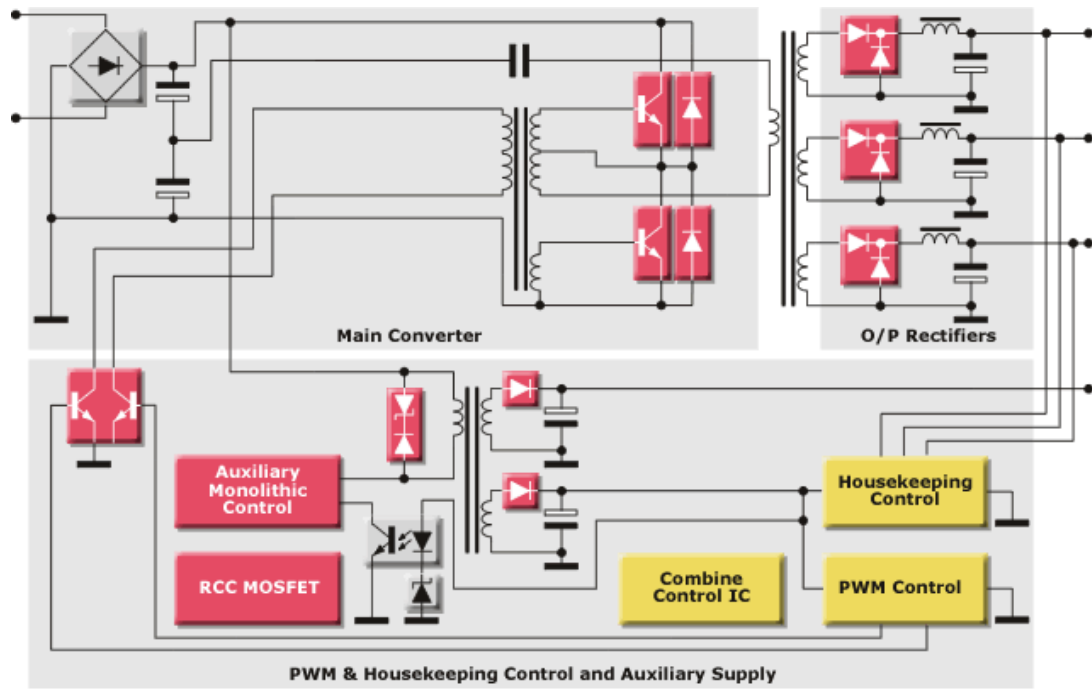 Main Converter
O/P Rectifiers
Auxiliary
Monolithic
Control
Housekeeping
Control
RCC MOSFET
Combine
Control IC
PWM Control
PWM & Housekeeping Control and Auxiliary Supply